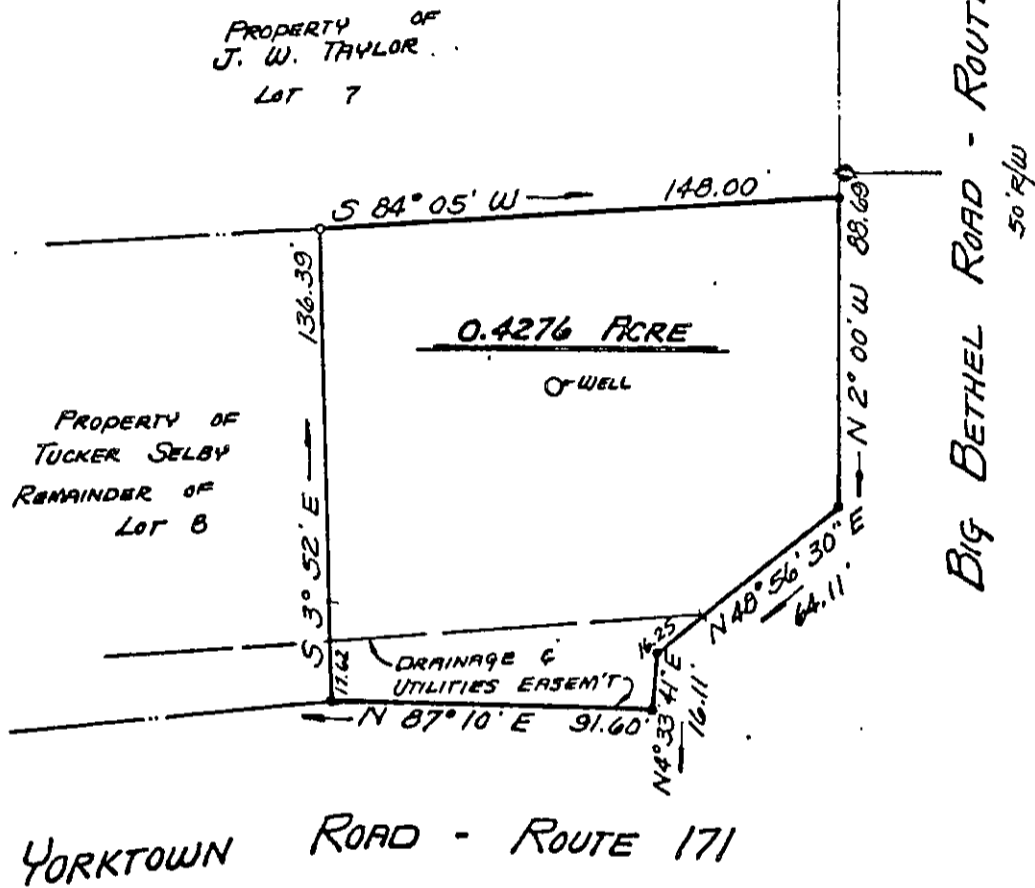 PROPERTY OF
J. W. TAYLOR
LOT 7
S 84° 05' W 148.00'
136.39'
S 3° 52' E
17.62
88.69
N 2° 00' W
0.4276 ACRE
WELL
PROPERTY OF
TUCKER SELBY
REMAINDER OF
LOT 8
N 48° 56' 30" E
64.11'
16.25
DRAINAGE &
UTILITIES EASEM'T
N 4° 33' 41" E
16.11'
N 87° 10' E 91.60'
BIG BETHEL ROAD - ROUTE
50' R/W
YORKTOWN ROAD - ROUTE 171